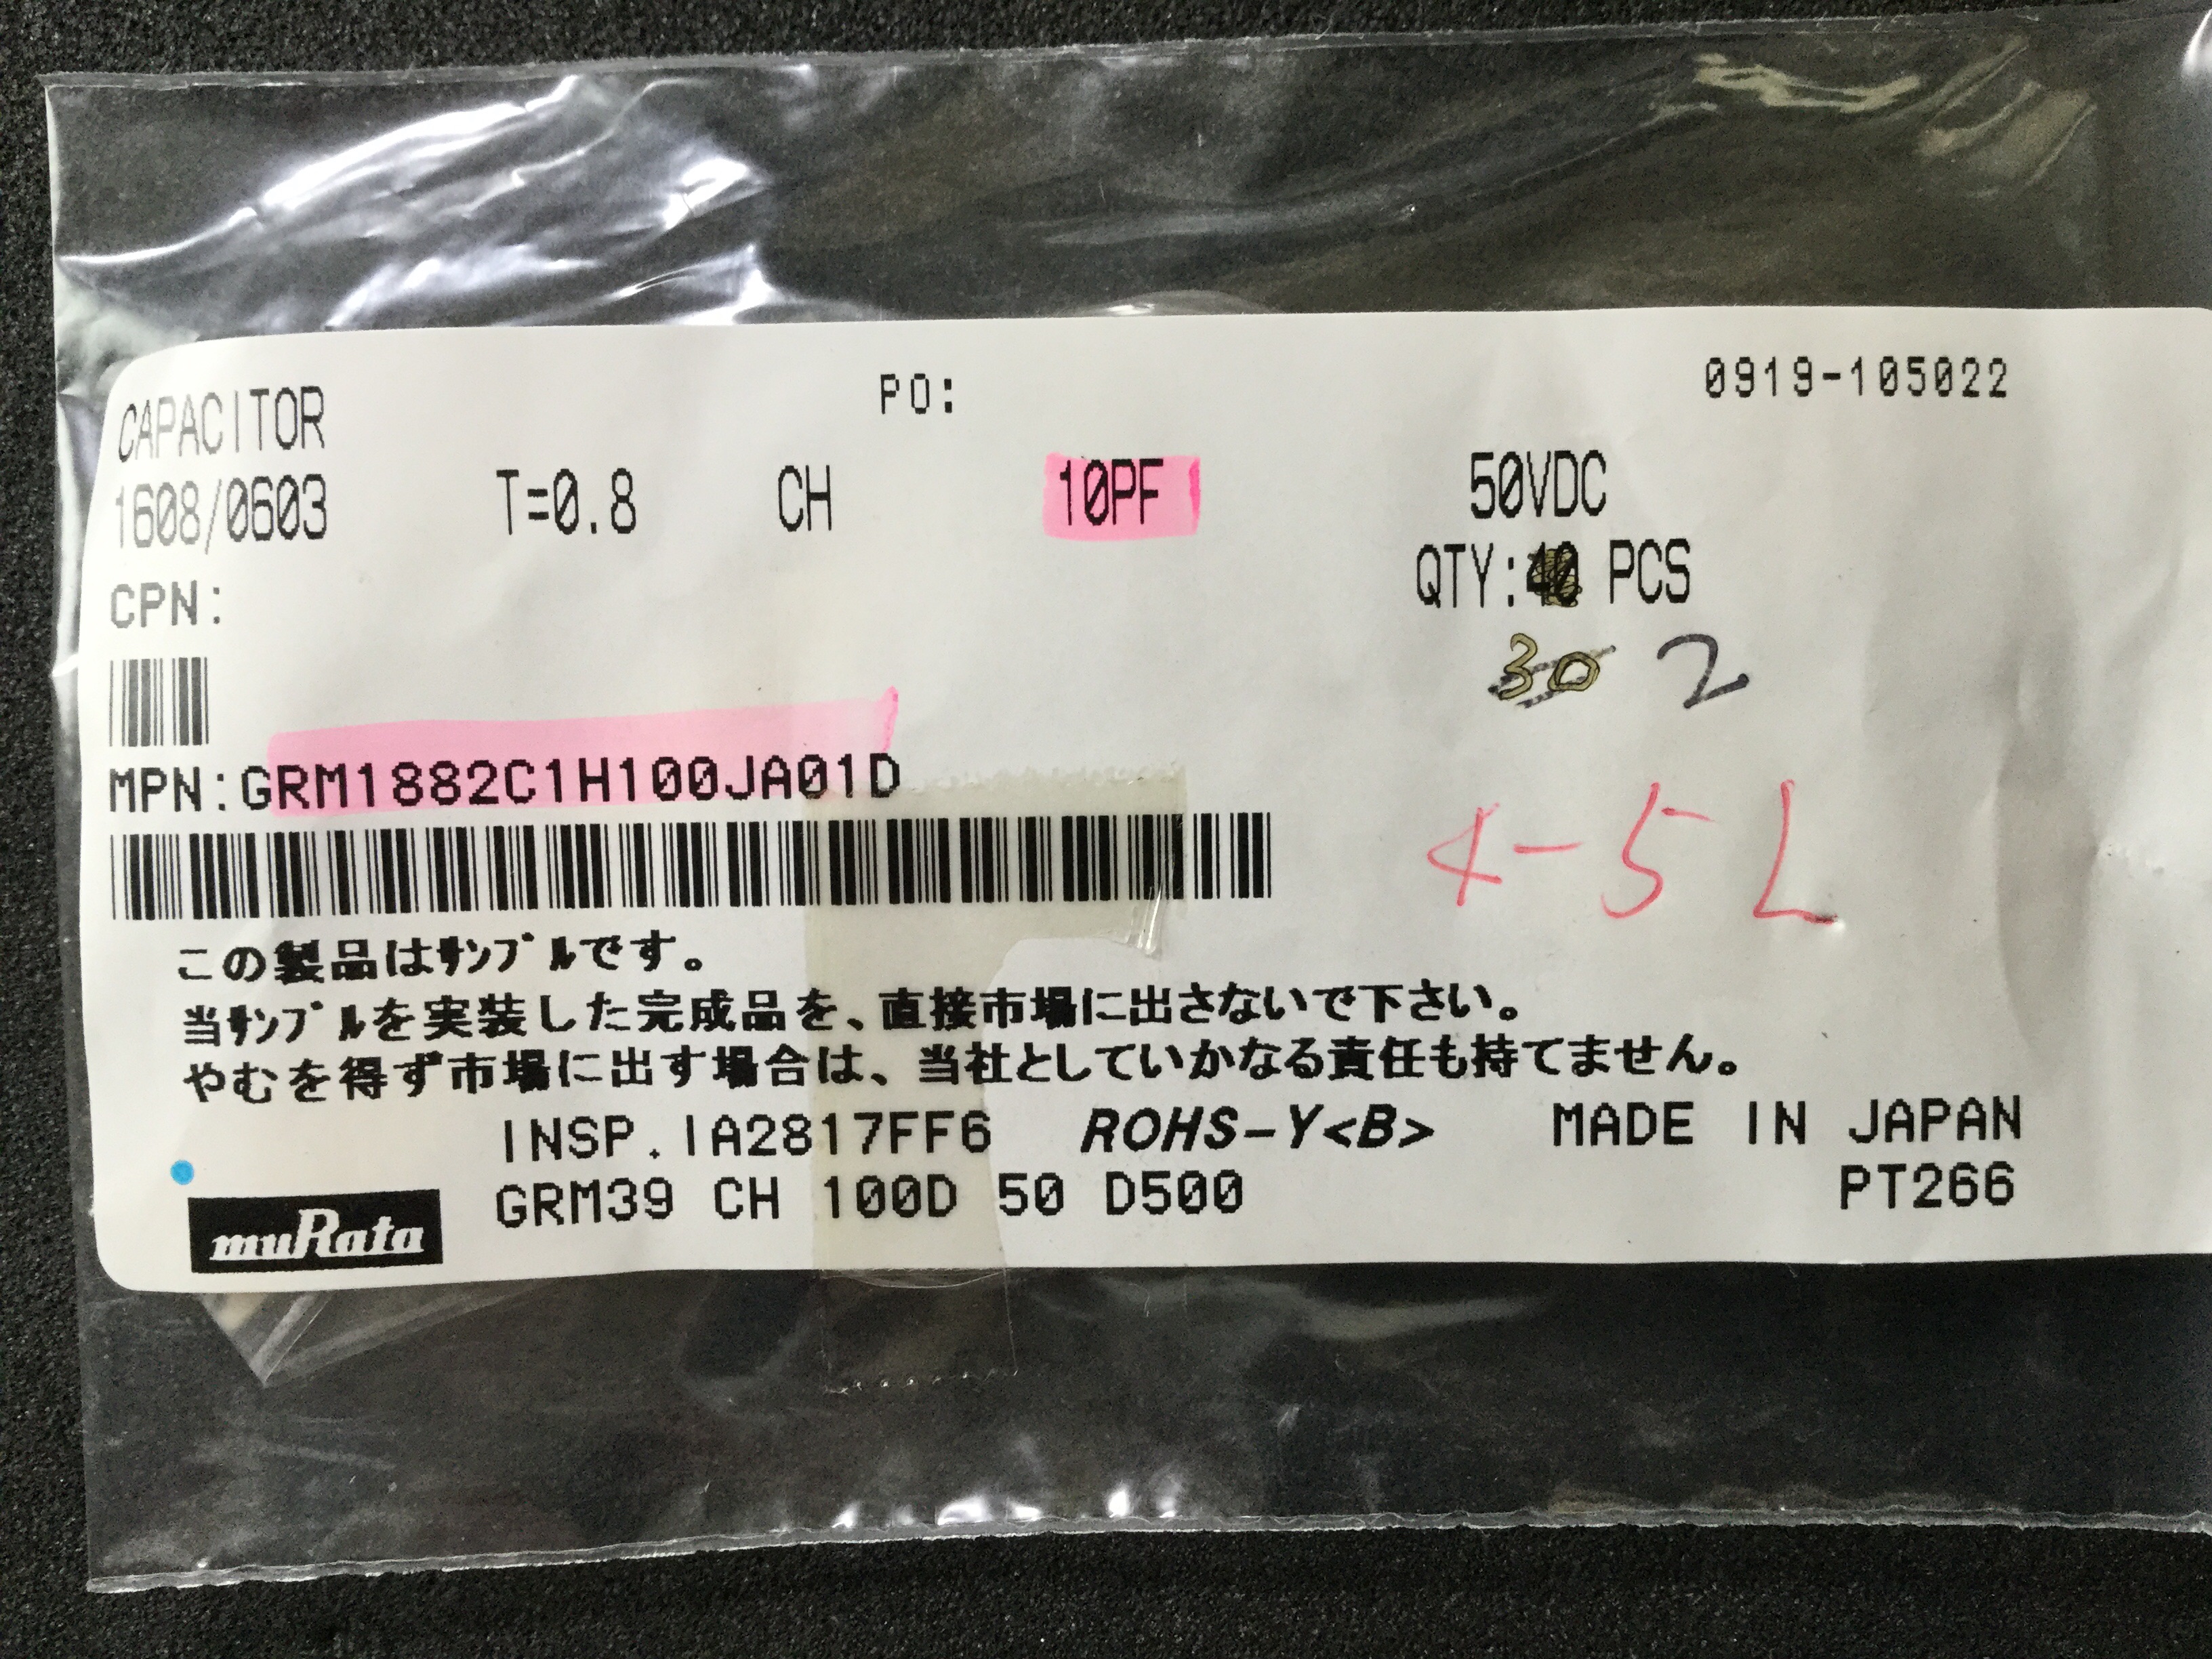 PO:
0919-105022
CAPACITOR
1608/0603 T=0.8 CH 10PF 50VDC
QTY: PCS
CPN:
30 2
MPN:GRM1882C1H100JA01D
4-5 L
この製品はｻﾝﾌﾟﾙです。
当ｻﾝﾌﾟﾙを実装した完成品を、直接市場に出さないで下さい。
やむを得ず市場に出す場合は、当社としていかなる責任も持てません。
INSP.IA2817FF6 ROHS-Y<B> MADE IN JAPAN
GRM39 CH 100D 50 D500 PT266
muRata